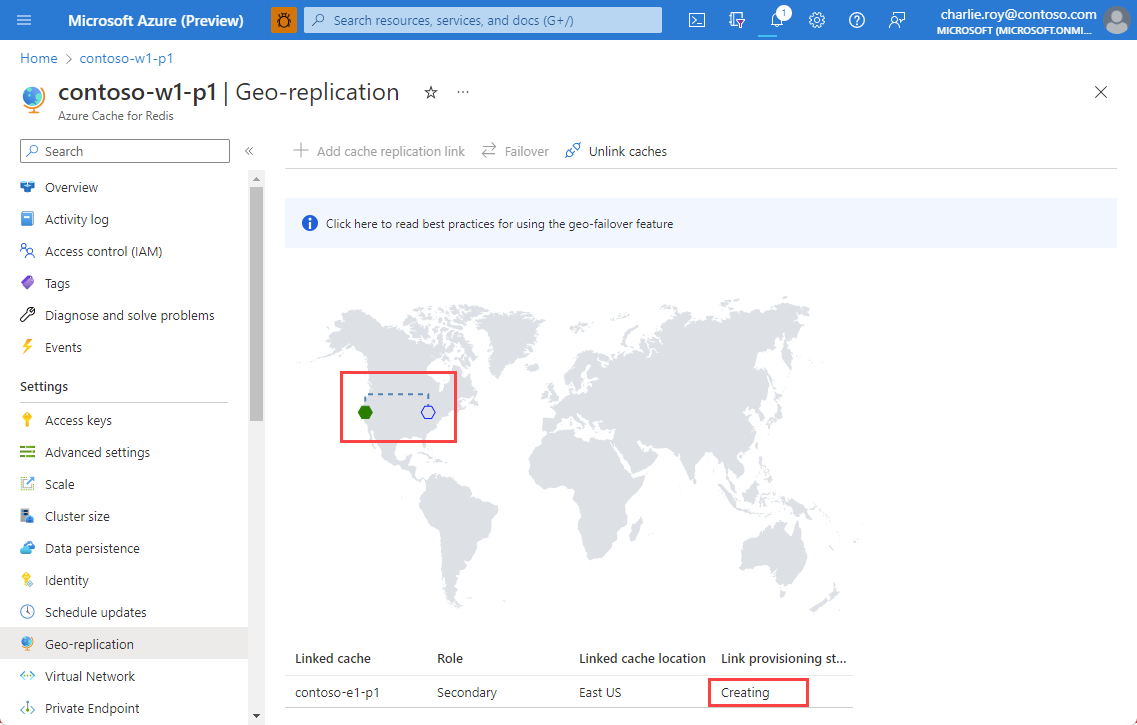 Microsoft Azure (Preview)
Search resources, services, and docs (G+/)
1
charlie.roy@contoso.com
MICROSOFT (MICROSOFT.ONMI...
Home > contoso-w1-p1
contoso-w1-p1 | Geo-replication
Azure Cache for Redis
Search
Add cache replication link
Failover
Unlink caches
Overview
Activity log
Access control (IAM)
Tags
Diagnose and solve problems
Events
Settings
Access keys
Advanced settings
Scale
Cluster size
Data persistence
Identity
Schedule updates
Geo-replication
Virtual Network
Private Endpoint
Click here to read best practices for using the geo-failover feature
Linked cache Role Linked cache location Link provisioning st...
contoso-e1-p1 Secondary East US Creating